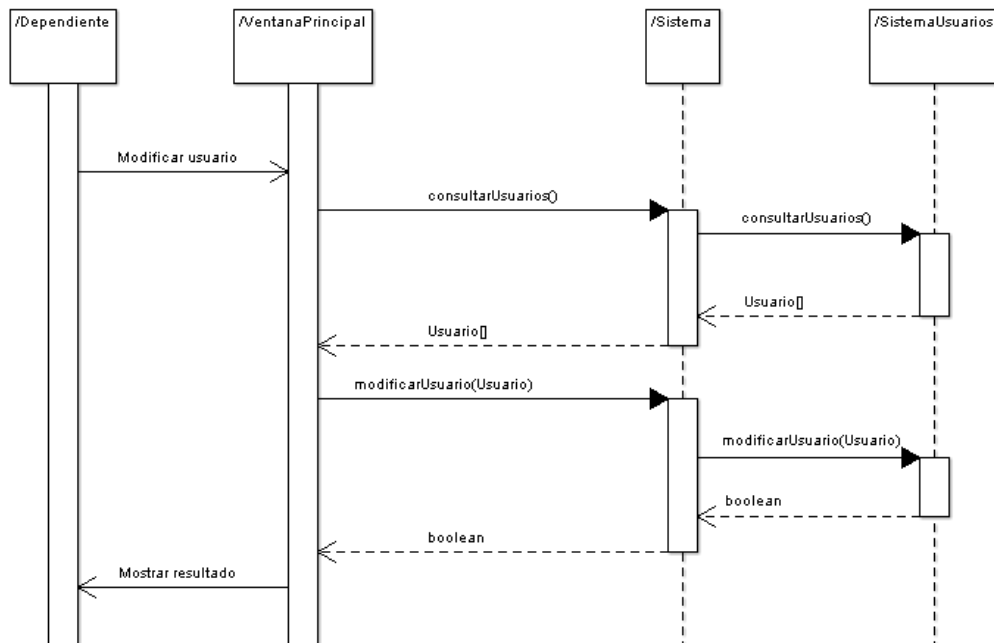 /Dependiente
/VentanaPrincipal
/Sistema
/SistemaUsuarios
Modificar usuario
consultarUsuarios()
consultarUsuarios()
Usuario[]
Usuario[]
modificarUsuario(Usuario)
modificarUsuario(Usuario)
boolean
boolean
Mostrar resultado